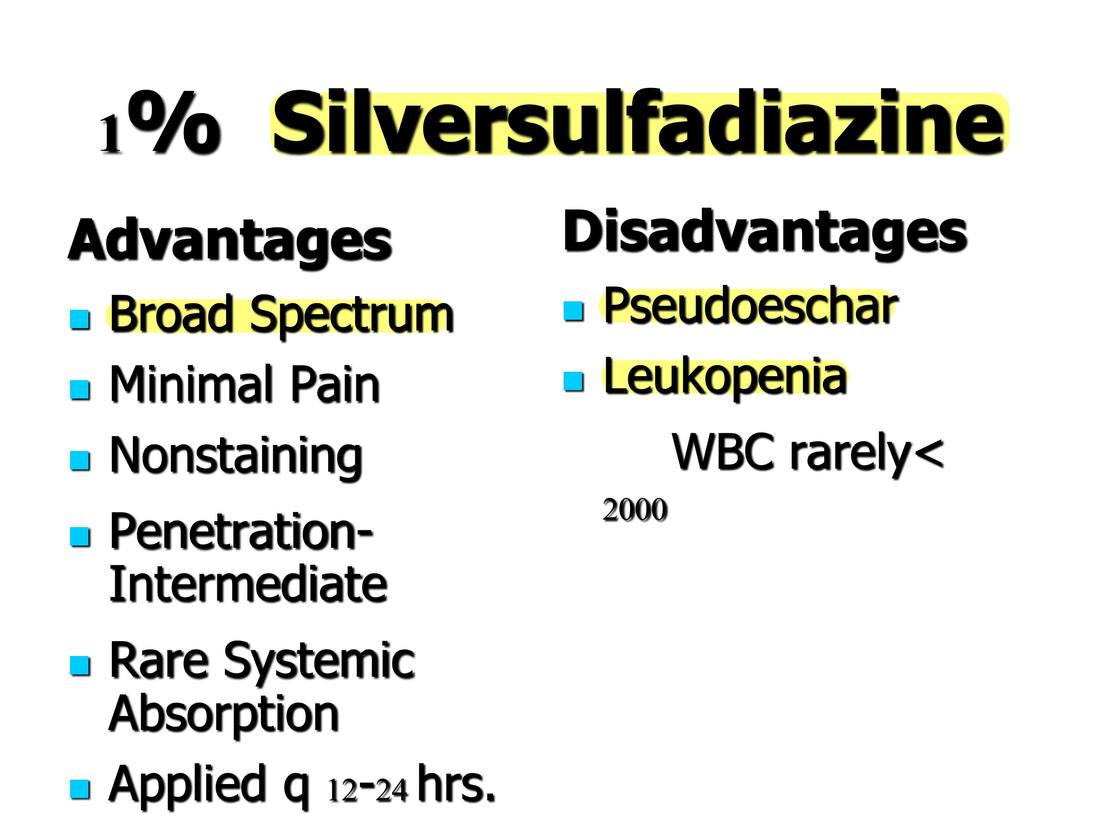 1% Silversulfadiazine
Advantages
Broad Spectrum
Minimal Pain
Nonstaining
Penetration-
Intermediate
Rare Systemic
Absorption
Applied q 12-24 hrs.
Disadvantages
Pseudoeschar
Leukopenia
WBC rarely<
2000